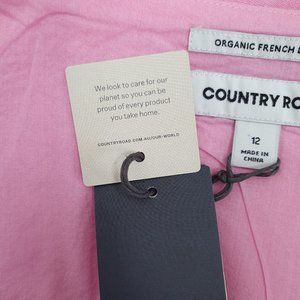 We look to care for our
planet so you can be
proud of every product
you take home.
COUNTRYROAD.COM.AU/OUR-WORLD
ORGANIC FRENCH
COUNTRY
12
MADE IN
CHINA